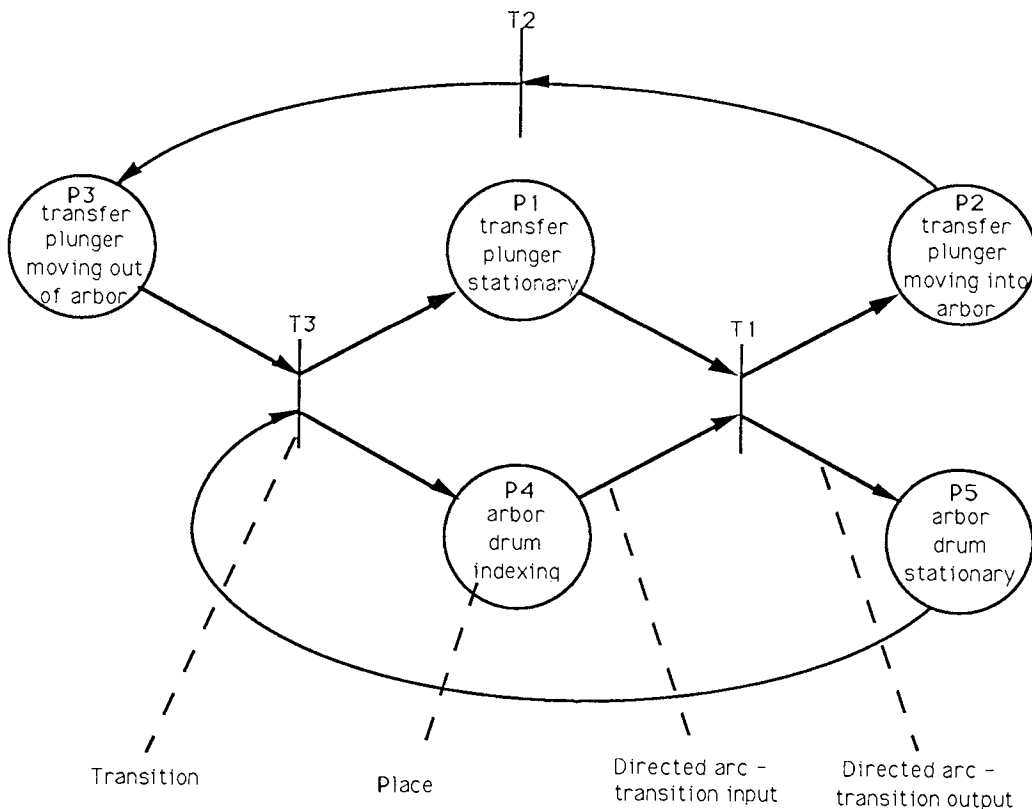 T2
P3
transfer
plunger
moving out
of arbor
P1
transfer
plunger
stationary
P2
transfer
plunger
moving into
arbor
T3
T1
P4
arbor
drum
indexing
P5
arbor
drum
stationary
Transition
Place
Directed arc -
transition input
Directed arc -
transition output